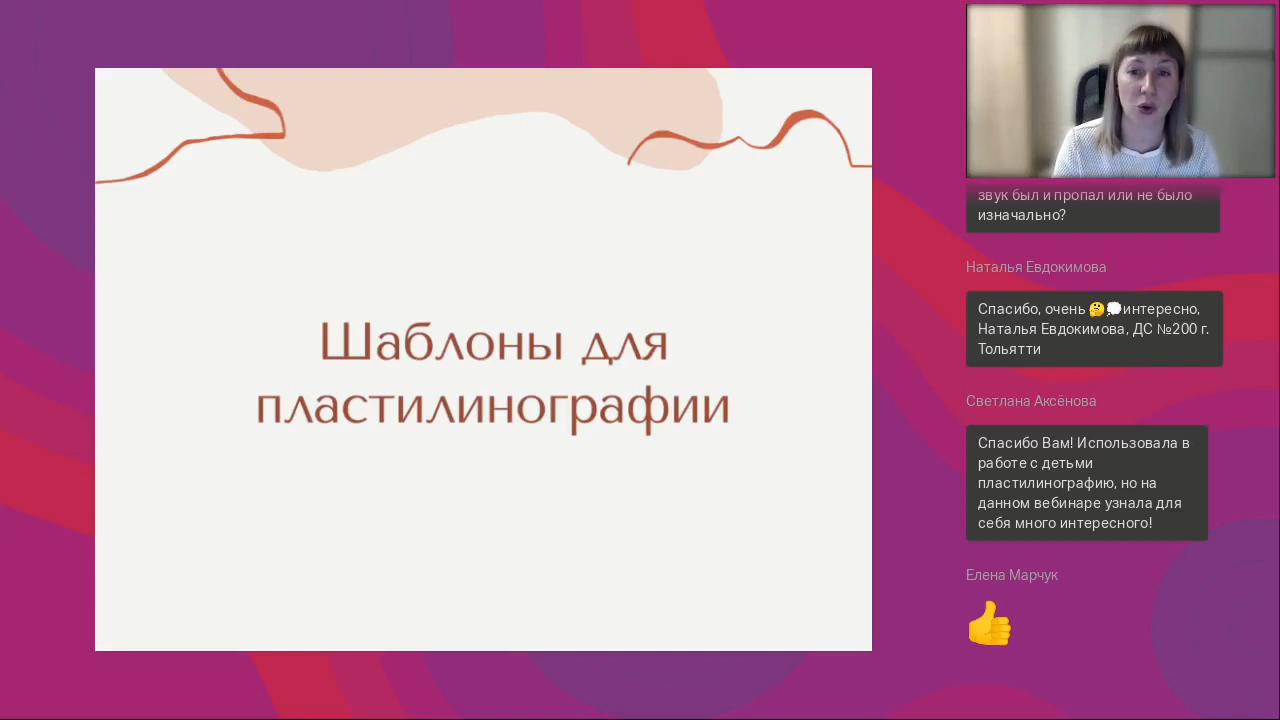 Шаблоны для
пластилинографии
звук был и пропал или не было
изначально?
Наталья Евдокимова
Спасибо, очень 🤔💭интересно,
Наталья Евдокимова, ДС №200 г.
Тольятти
Светлана Аксёнова
Спасибо Вам! Использовала в
работе с детьми
пластилинографию, но на
данном вебинаре узнала для
себя много интересного!
Елена Марчук
👍